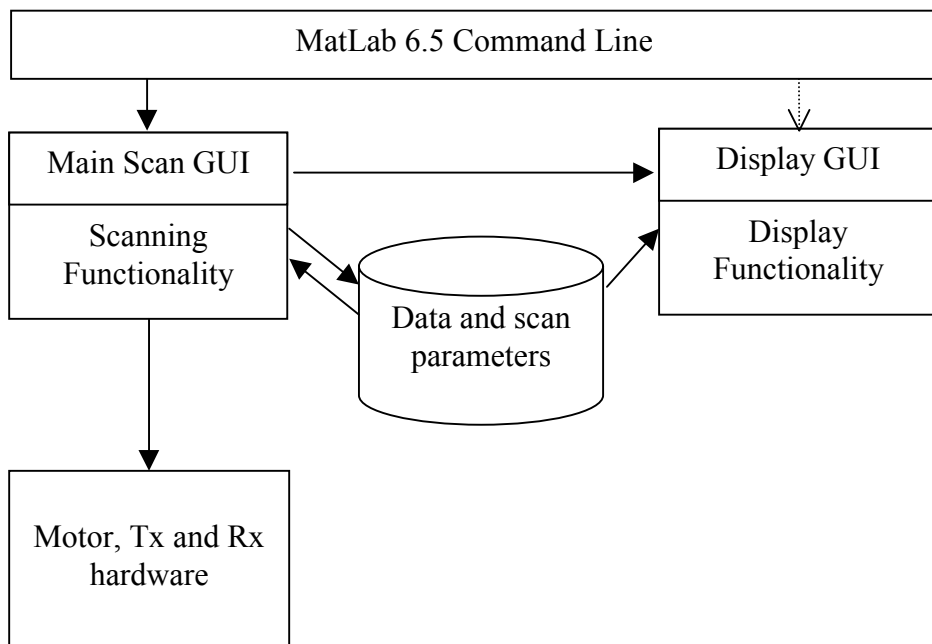 MatLab 6.5 Command Line
Main Scan GUI
Display GUI
Scanning
Functionality
Display
Functionality
Data and scan
parameters
Motor, Tx and Rx
hardware